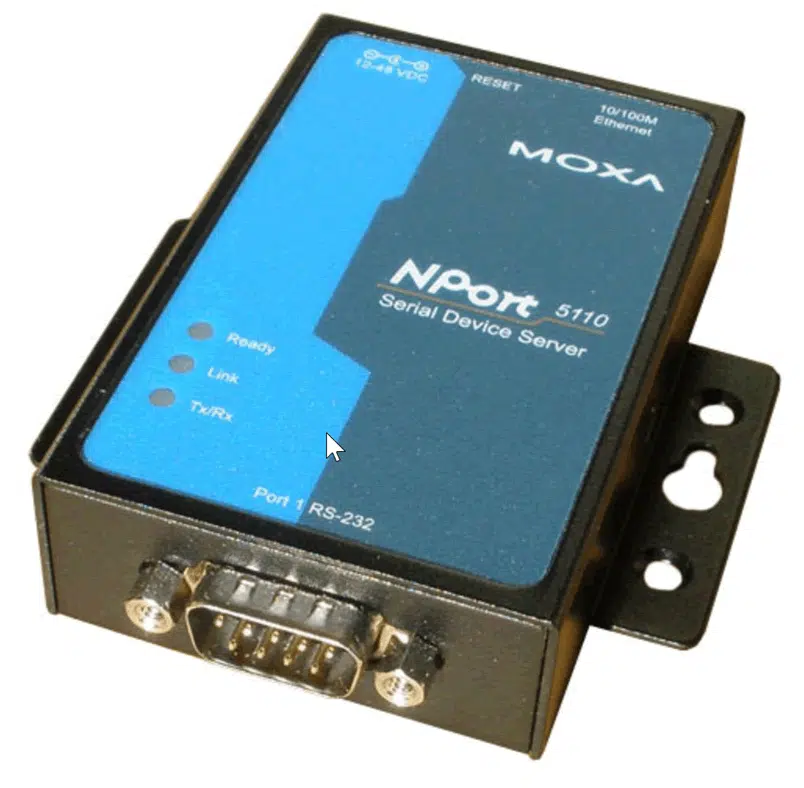 12-48 VDC
RESET
10/100M
Ethernet
MOXA
NPort 5110
Serial Device Server
Ready
Link
Tx/Rx
Port 1 RS-232